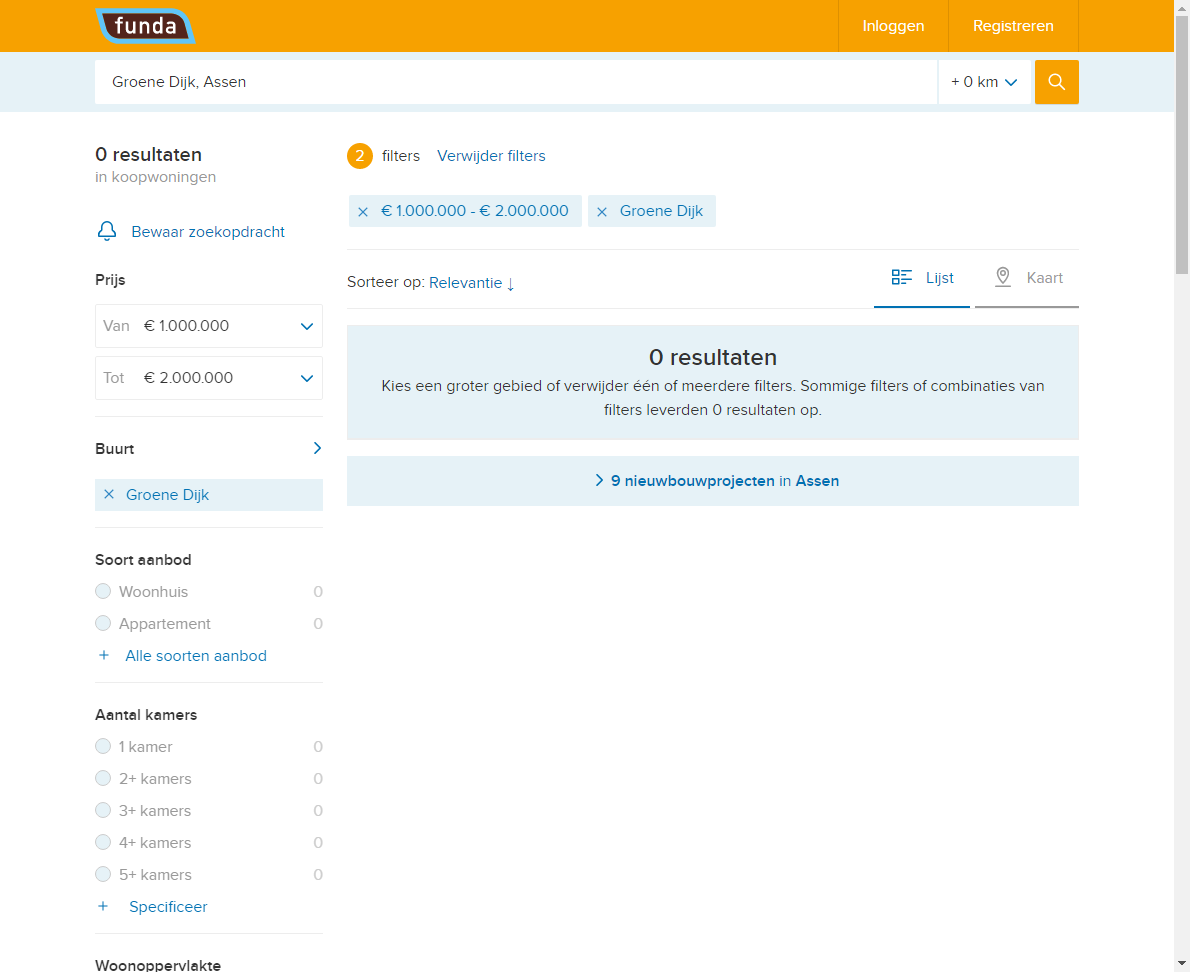 funda
Inloggen
Registreren
Groene Dijk, Assen
+ 0 km
0 resultaten
in koopwoningen
Bewaar zoekopdracht
Prijs
Van € 1.000.000
Tot € 2.000.000
Buurt
Groene Dijk
Soort aanbod
Woonhuis 0
Appartement 0
+ Alle soorten aanbod
Aantal kamers
1 kamer 0
2+ kamers 0
3+ kamers 0
4+ kamers 0
5+ kamers 0
+ Specificeer
Woonoppervlakte
2 filters Verwijder filters
€ 1.000.000 - € 2.000.000
Groene Dijk
Sorteer op: Relevantie ↓
Lijst
Kaart
0 resultaten
Kies een groter gebied of verwijder één of meerdere filters. Sommige filters of combinaties van
filters leverden 0 resultaten op.
9 nieuwbouwprojecten in Assen